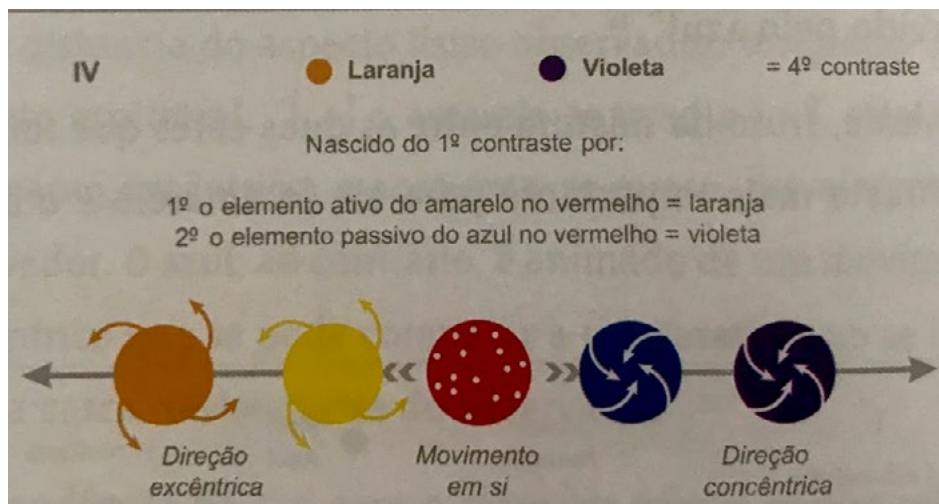 IV Laranja Violeta = 4º contraste
Nascido do 1º contraste por:
1º o elemento ativo do amarelo no vermelho = laranja
2º o elemento passivo do azul no vermelho = violeta
Direção excêntrica
Movimento em si
Direção concêntrica